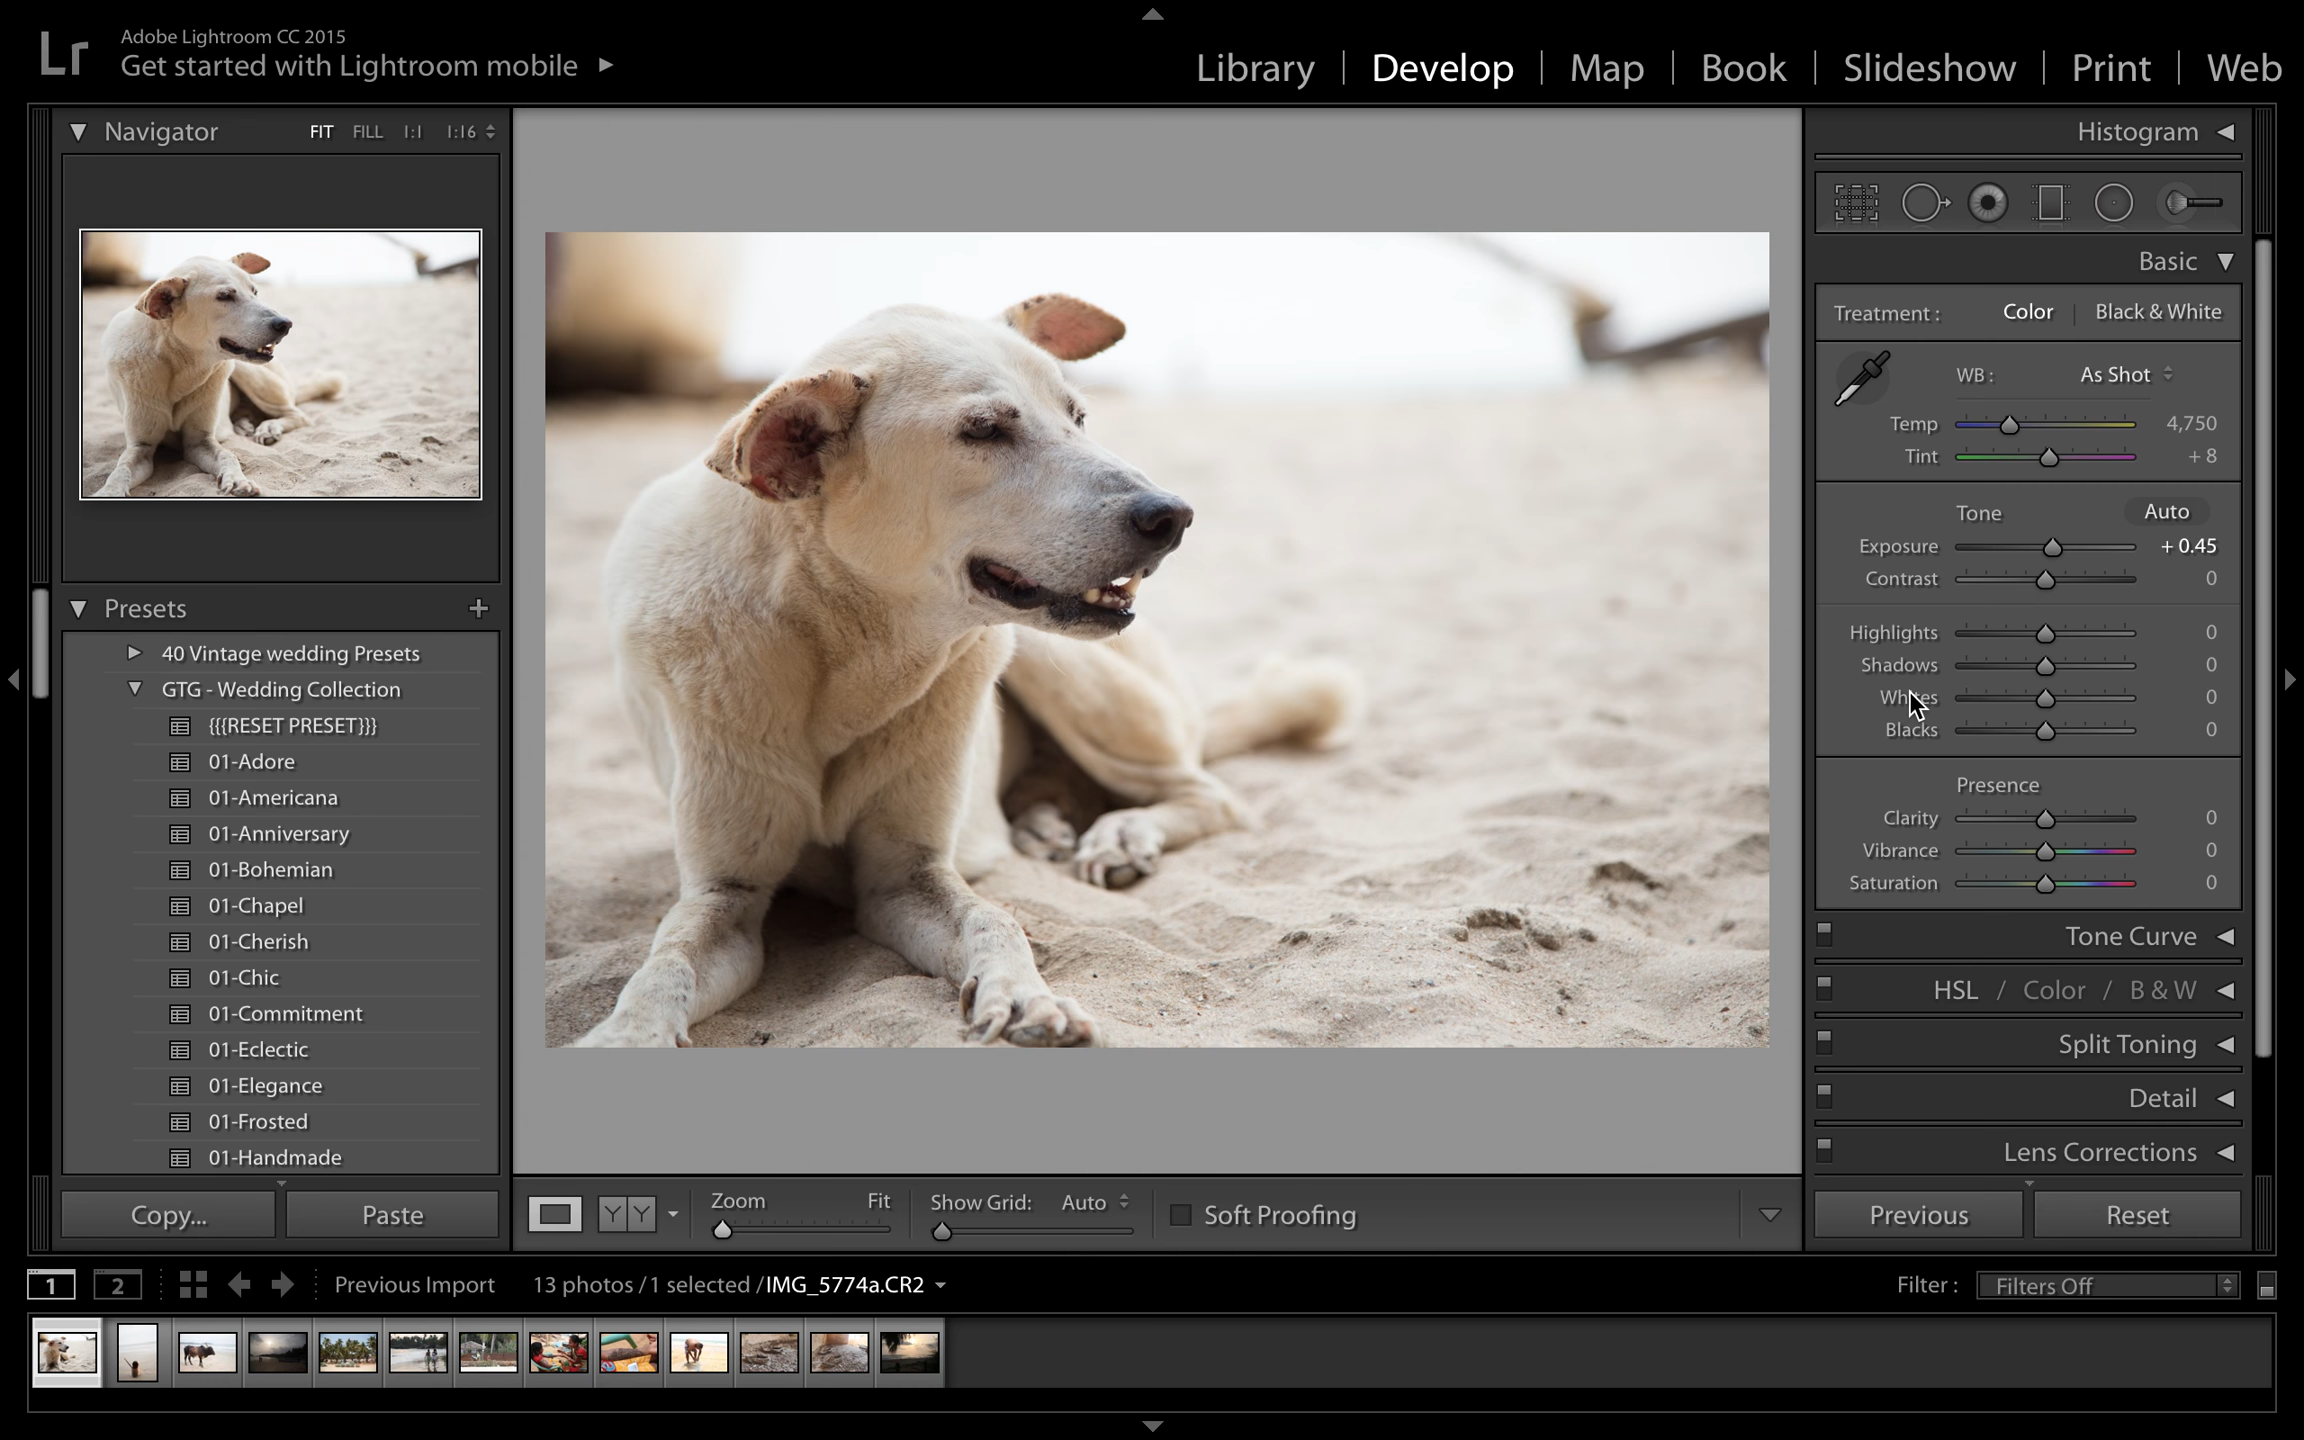 Lr
Adobe Lightroom CC 2015
Get started with Lightroom mobile
Library | Develop | Map | Book | Slideshow | Print | Web
Navigator FIT FILL 1:1 1:16
Presets +
40 Vintage wedding Presets
GTG - Wedding Collection
{{{RESET PRESET}}}
01-Adore
01-Americana
01-Anniversary
01-Bohemian
01-Chapel
01-Cherish
01-Chic
01-Commitment
01-Eclectic
01-Elegance
01-Frosted
01-Handmade
Copy... Paste
Zoom Fit
Show Grid: Auto
Soft Proofing
Histogram
Basic
Treatment : Color | Black & White
WB : As Shot
Temp 4,750
Tint + 8
Tone Auto
Exposure + 0.45
Contrast 0
Highlights 0
Shadows 0
Whites 0
Blacks 0
Presence
Clarity 0
Vibrance 0
Saturation 0
Tone Curve
HSL / Color / B & W
Split Toning
Detail
Lens Corrections
Previous Reset
1 2 Previous Import 13 photos / 1 selected / IMG_5774a.CR2
Filter : Filters Off